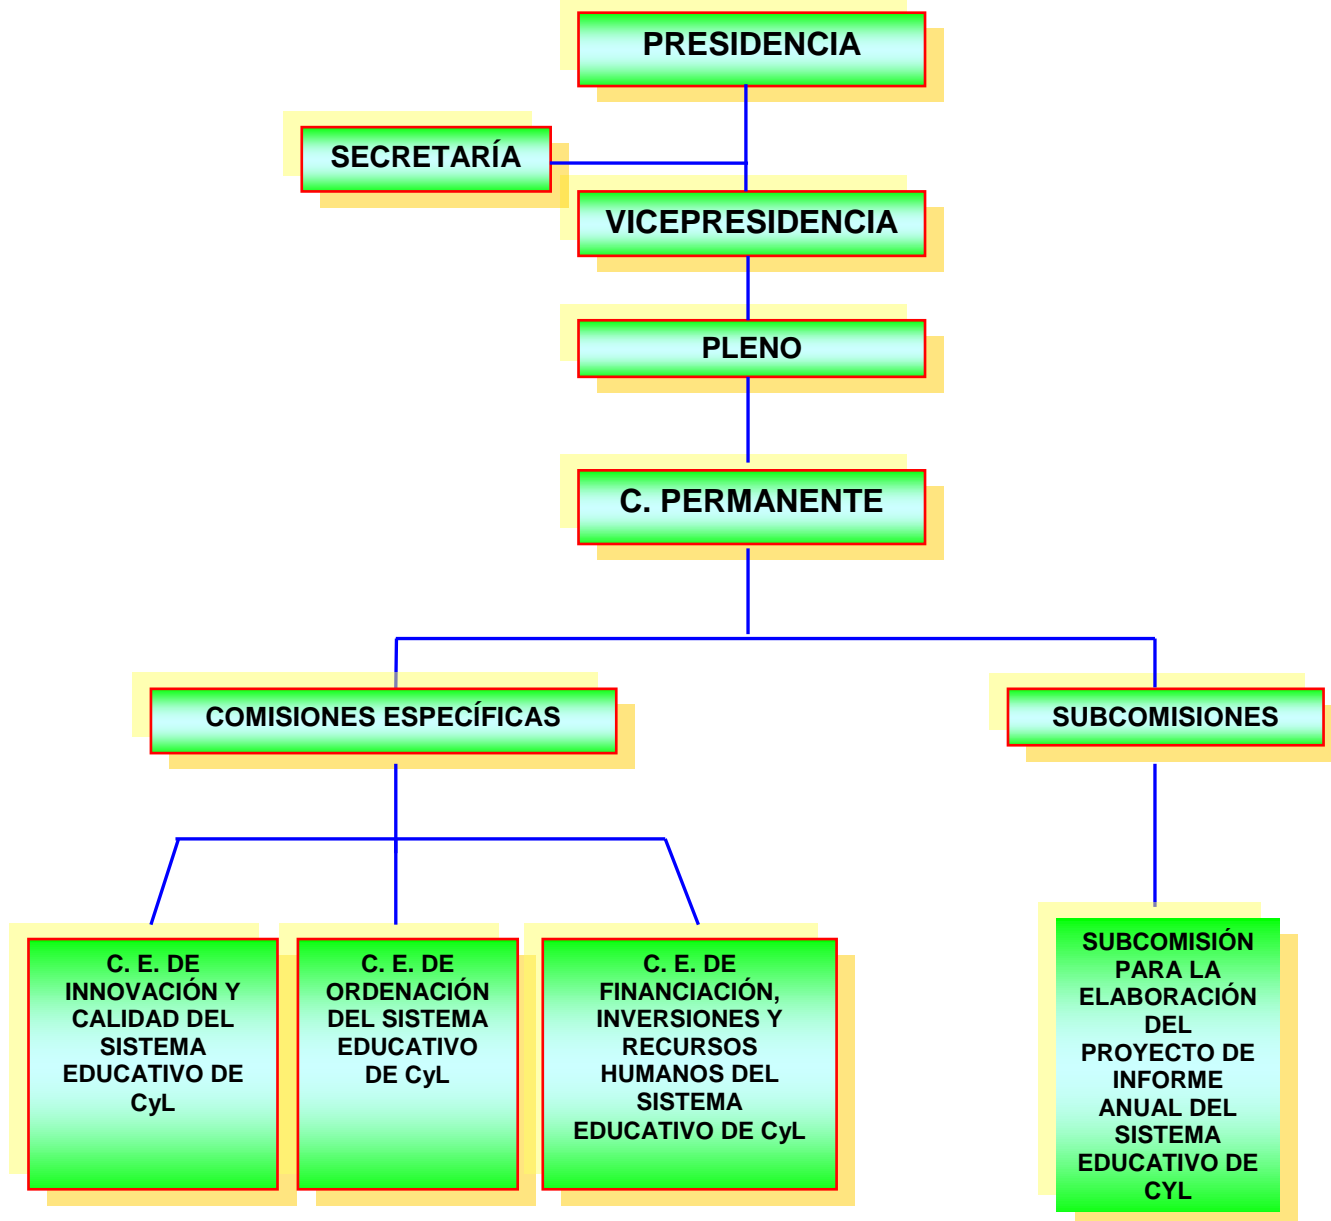 PRESIDENCIA
SECRETARÍA
VICEPRESIDENCIA
PLENO
C. PERMANENTE
COMISIONES ESPECÍFICAS
SUBCOMISIONES
C. E. DE
INNOVACIÓN Y
CALIDAD DEL
SISTEMA
EDUCATIVO DE
CyL
C. E. DE
ORDENACIÓN
DEL SISTEMA
EDUCATIVO
DE CyL
C. E. DE
FINANCIACIÓN,
INVERSIONES Y
RECURSOS
HUMANOS DEL
SISTEMA
EDUCATIVO DE CyL
SUBCOMISIÓN
PARA LA
ELABORACIÓN
DEL
PROYECTO DE
INFORME
ANUAL DEL
SISTEMA
EDUCATIVO DE
CYL